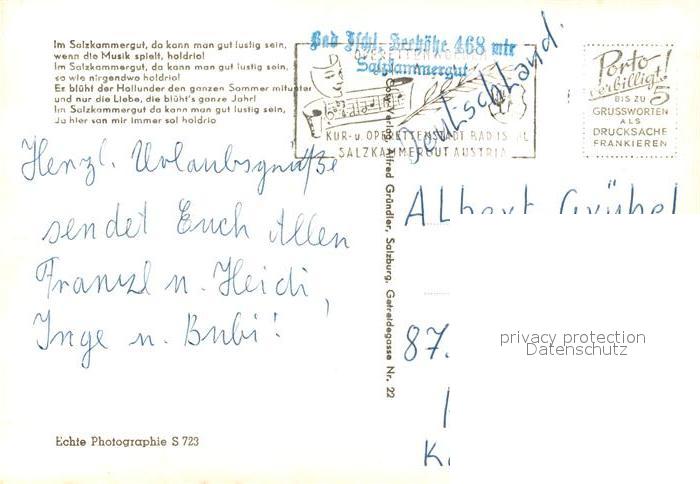 Im Salzkammergut, da kann man gut lustig sein,
wenn die Musik spielt, holdrio!
Im Salzkammergut, da kann man gut lustig sein,
so wie nirgendwo holdrio!
Es blüht der Hollunder den ganzen Sommer mitunter
und nur die Liebe, die blüht's ganze Jahr!
Im Salzkammergut da kann man gut lustig sein,
Ja hier san mir immer sal holdrio
Bad Ischl, Seehöhe 468 mtr
Salzkammergut
KUR- u. OPERETTENSTADT BAD ISCHL
SALZKAMMERGUT AUSTRIA
Deutschland!
Porto-
verbilligt!
BIS ZU 5
GRUSSWORTEN
ALS
DRUCKSACHE
FRANKIEREN
Herzl. Urlaubsgrüße
sendet Euch Allen
Franzl u. Heidi,
Inge u. Bubi!
Alfred Gründler, Salzburg, Getreidegasse Nr. 22
Albert Grübel
87.
privacy protection
Datenschutz
K.
Echte Photographie S 723